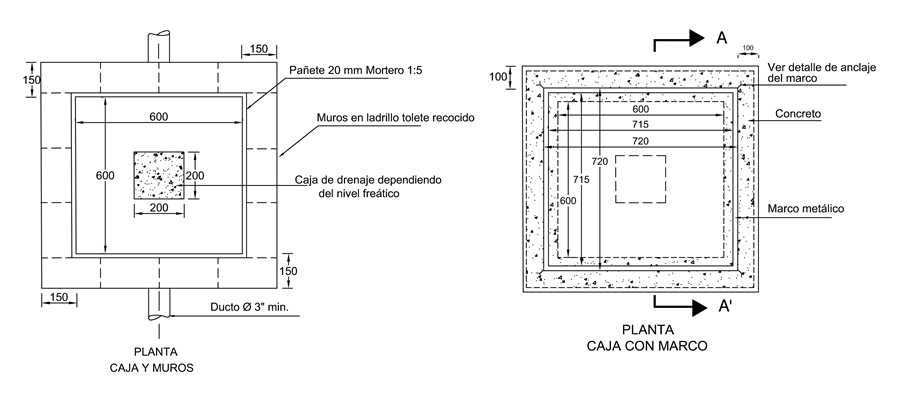 150
150
Pañete 20 mm Mortero 1:5
600
Muros en ladrillo tolete recocido
600
200
Caja de drenaje dependiendo
del nivel freático
200
150
150
Ducto Ø 3" min.
PLANTA
CAJA Y MUROS
A
100
100
Ver detalle de anclaje
del marco
600
Concreto
715
720
720
715
600
Marco metálico
A'
PLANTA
CAJA CON MARCO